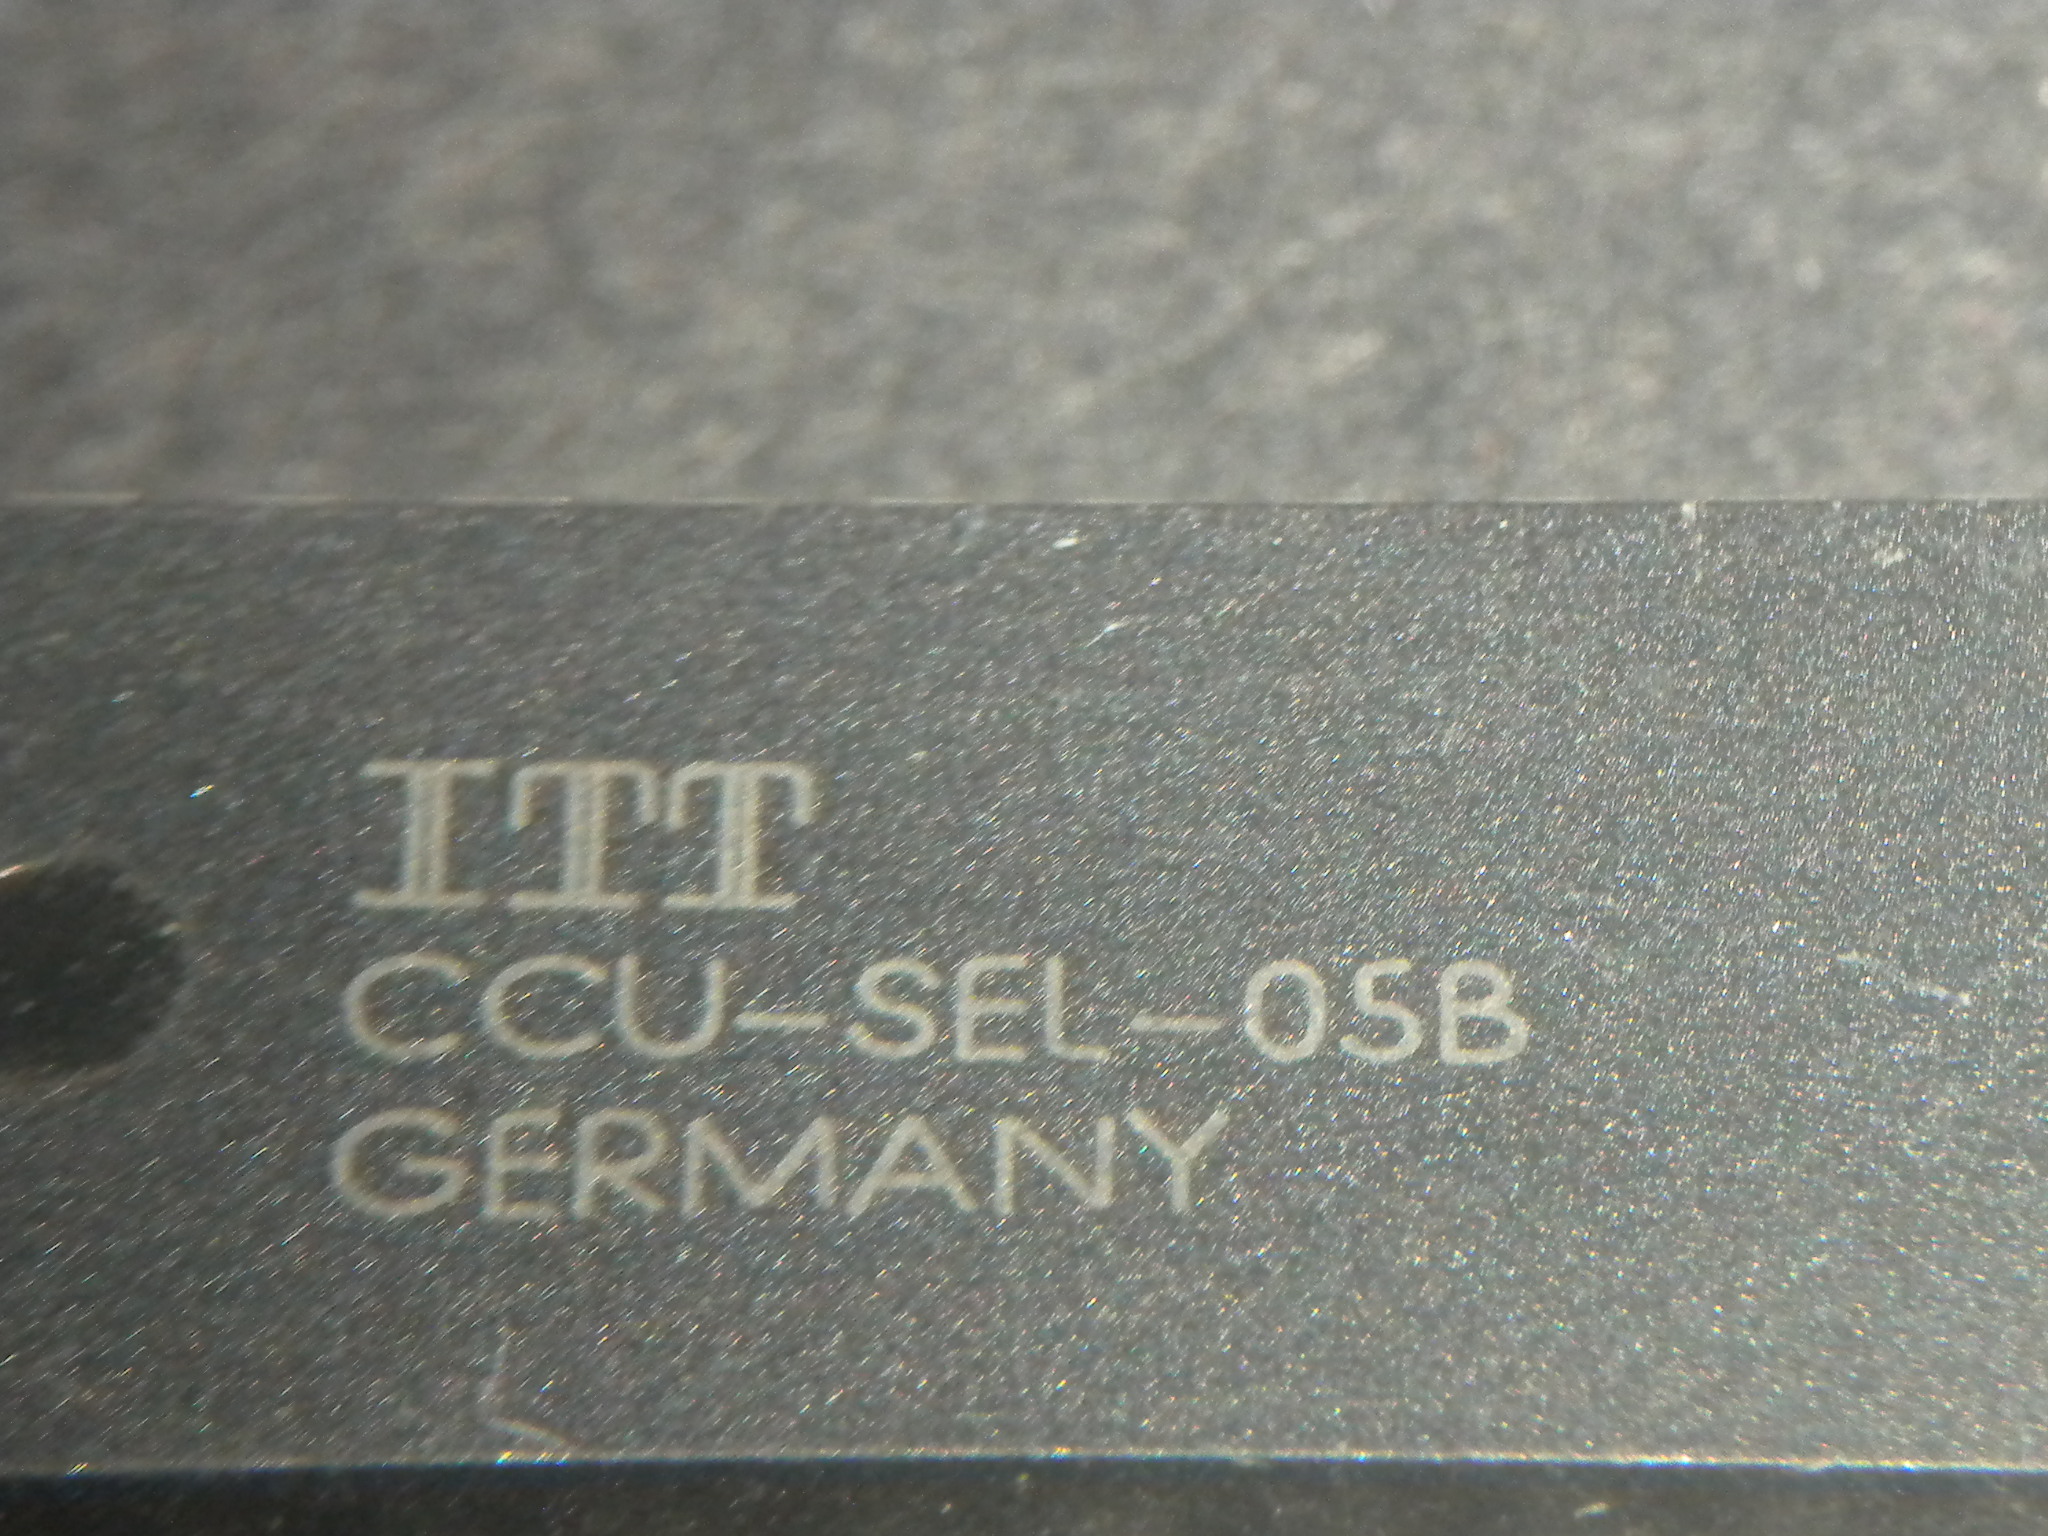 ITT
CCU-SEL-05B
GERMANY